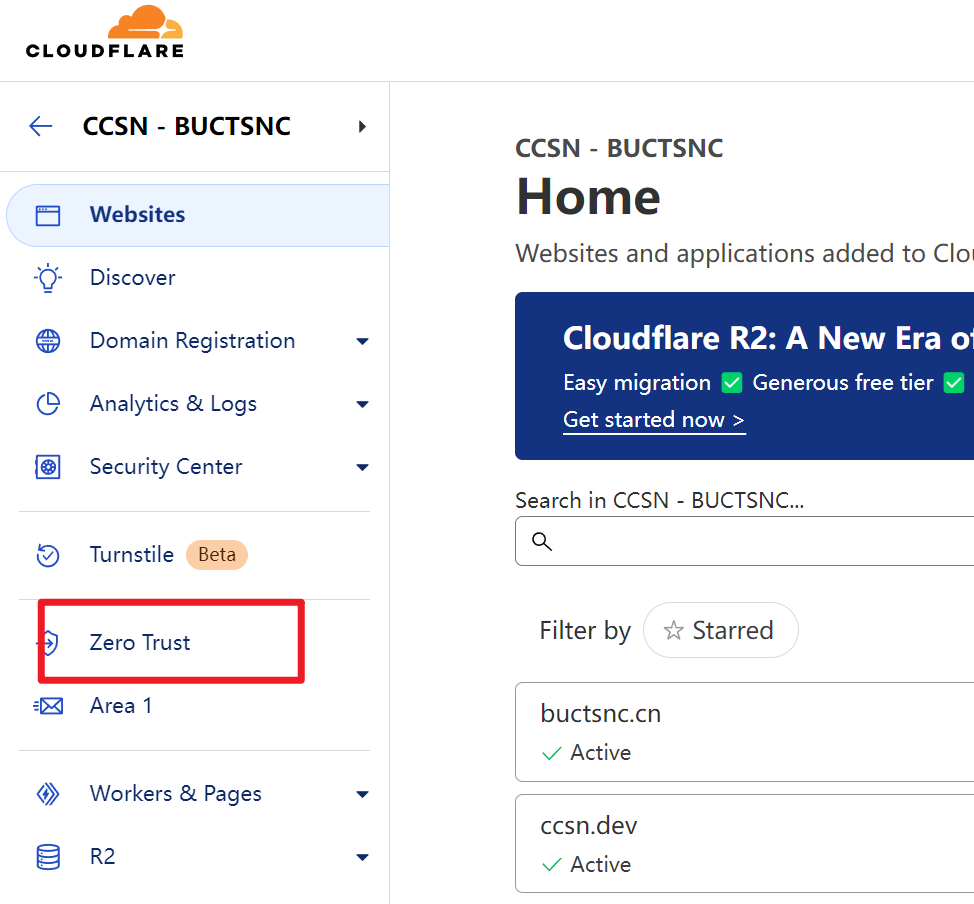 CLOUDFLARE
CCSN - BUCTSNC
Websites
Discover
Domain Registration
Analytics & Logs
Security Center
Turnstile Beta
Zero Trust
Area 1
Workers & Pages
R2
CCSN - BUCTSNC
Home
Websites and applications added to
Cloudflare R2: A New Era
Easy migration ✅ Generous free tier ✅
Get started now >
Search in CCSN - BUCTSNC...
Filter by ☆ Starred
buctsnc.cn
✓ Active
ccsn.dev
✓ Active